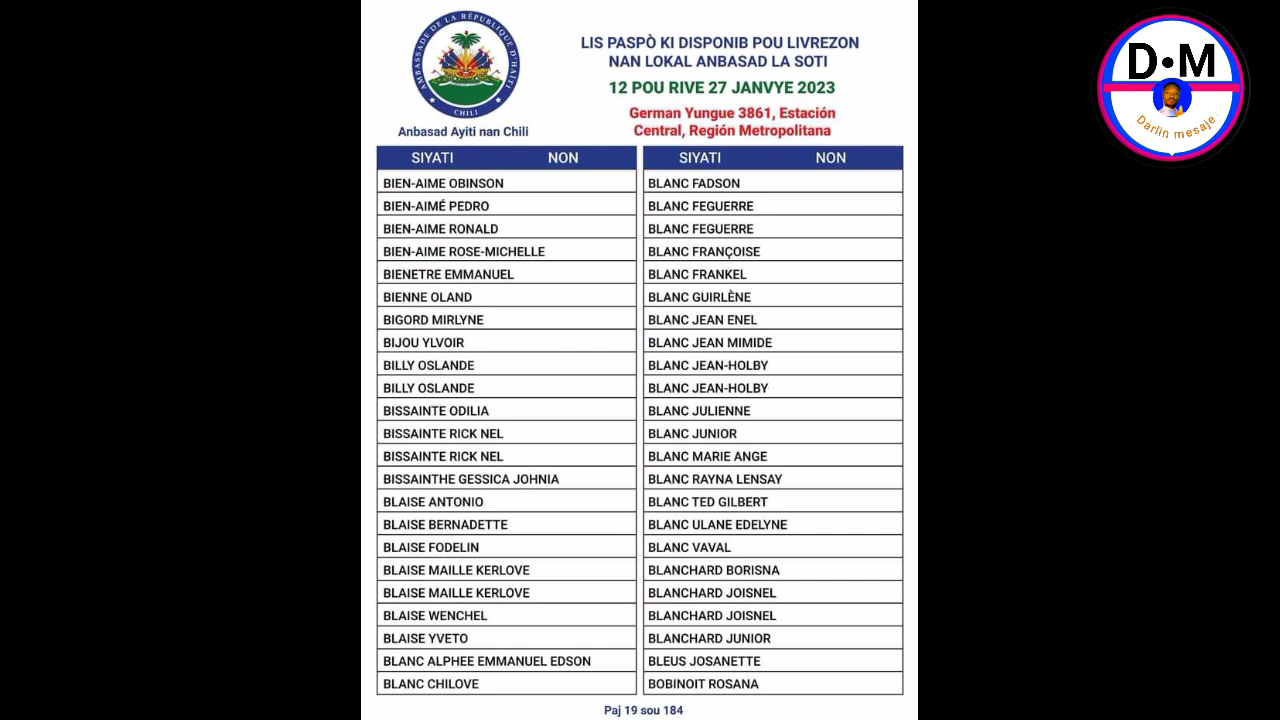 AMBASSADE DE LA RÉPUBLIQUE D'HAÏTI
CHILI
Anbasad Ayiti nan Chili
LIS PASPÒ KI DISPONIB POU LIVREZON
NAN LOKAL ANBASAD LA SOTI
12 POU RIVE 27 JANVYE 2023
German Yungue 3861, Estación
Central, Región Metropolitana
D•M
Darlin mesaje
SIYATI NON
BIEN-AIME OBINSON
BIEN-AIMÉ PEDRO
BIEN-AIME RONALD
BIEN-AIME ROSE-MICHELLE
BIENETRE EMMANUEL
BIENNE OLAND
BIGORD MIRLYNE
BIJOU YLVOIR
BILLY OSLANDE
BILLY OSLANDE
BISSAINTE ODILIA
BISSAINTE RICK NEL
BISSAINTE RICK NEL
BISSAINTHE GESSICA JOHNIA
BLAISE ANTONIO
BLAISE BERNADETTE
BLAISE FODELIN
BLAISE MAILLE KERLOVE
BLAISE MAILLE KERLOVE
BLAISE WENCHEL
BLAISE YVETO
BLANC ALPHEE EMMANUEL EDSON
BLANC CHILOVE
SIYATI NON
BLANC FADSON
BLANC FEGUERRE
BLANC FEGUERRE
BLANC FRANÇOISE
BLANC FRANKEL
BLANC GUIRLÈNE
BLANC JEAN ENEL
BLANC JEAN MIMIDE
BLANC JEAN-HOLBY
BLANC JEAN-HOLBY
BLANC JULIENNE
BLANC JUNIOR
BLANC MARIE ANGE
BLANC RAYNA LENSAY
BLANC TED GILBERT
BLANC ULANE EDELYNE
BLANC VAVAL
BLANCHARD BORISNA
BLANCHARD JOISNEL
BLANCHARD JOISNEL
BLANCHARD JUNIOR
BLEUS JOSANETTE
BOBINOIT ROSANA
Paj 19 sou 184